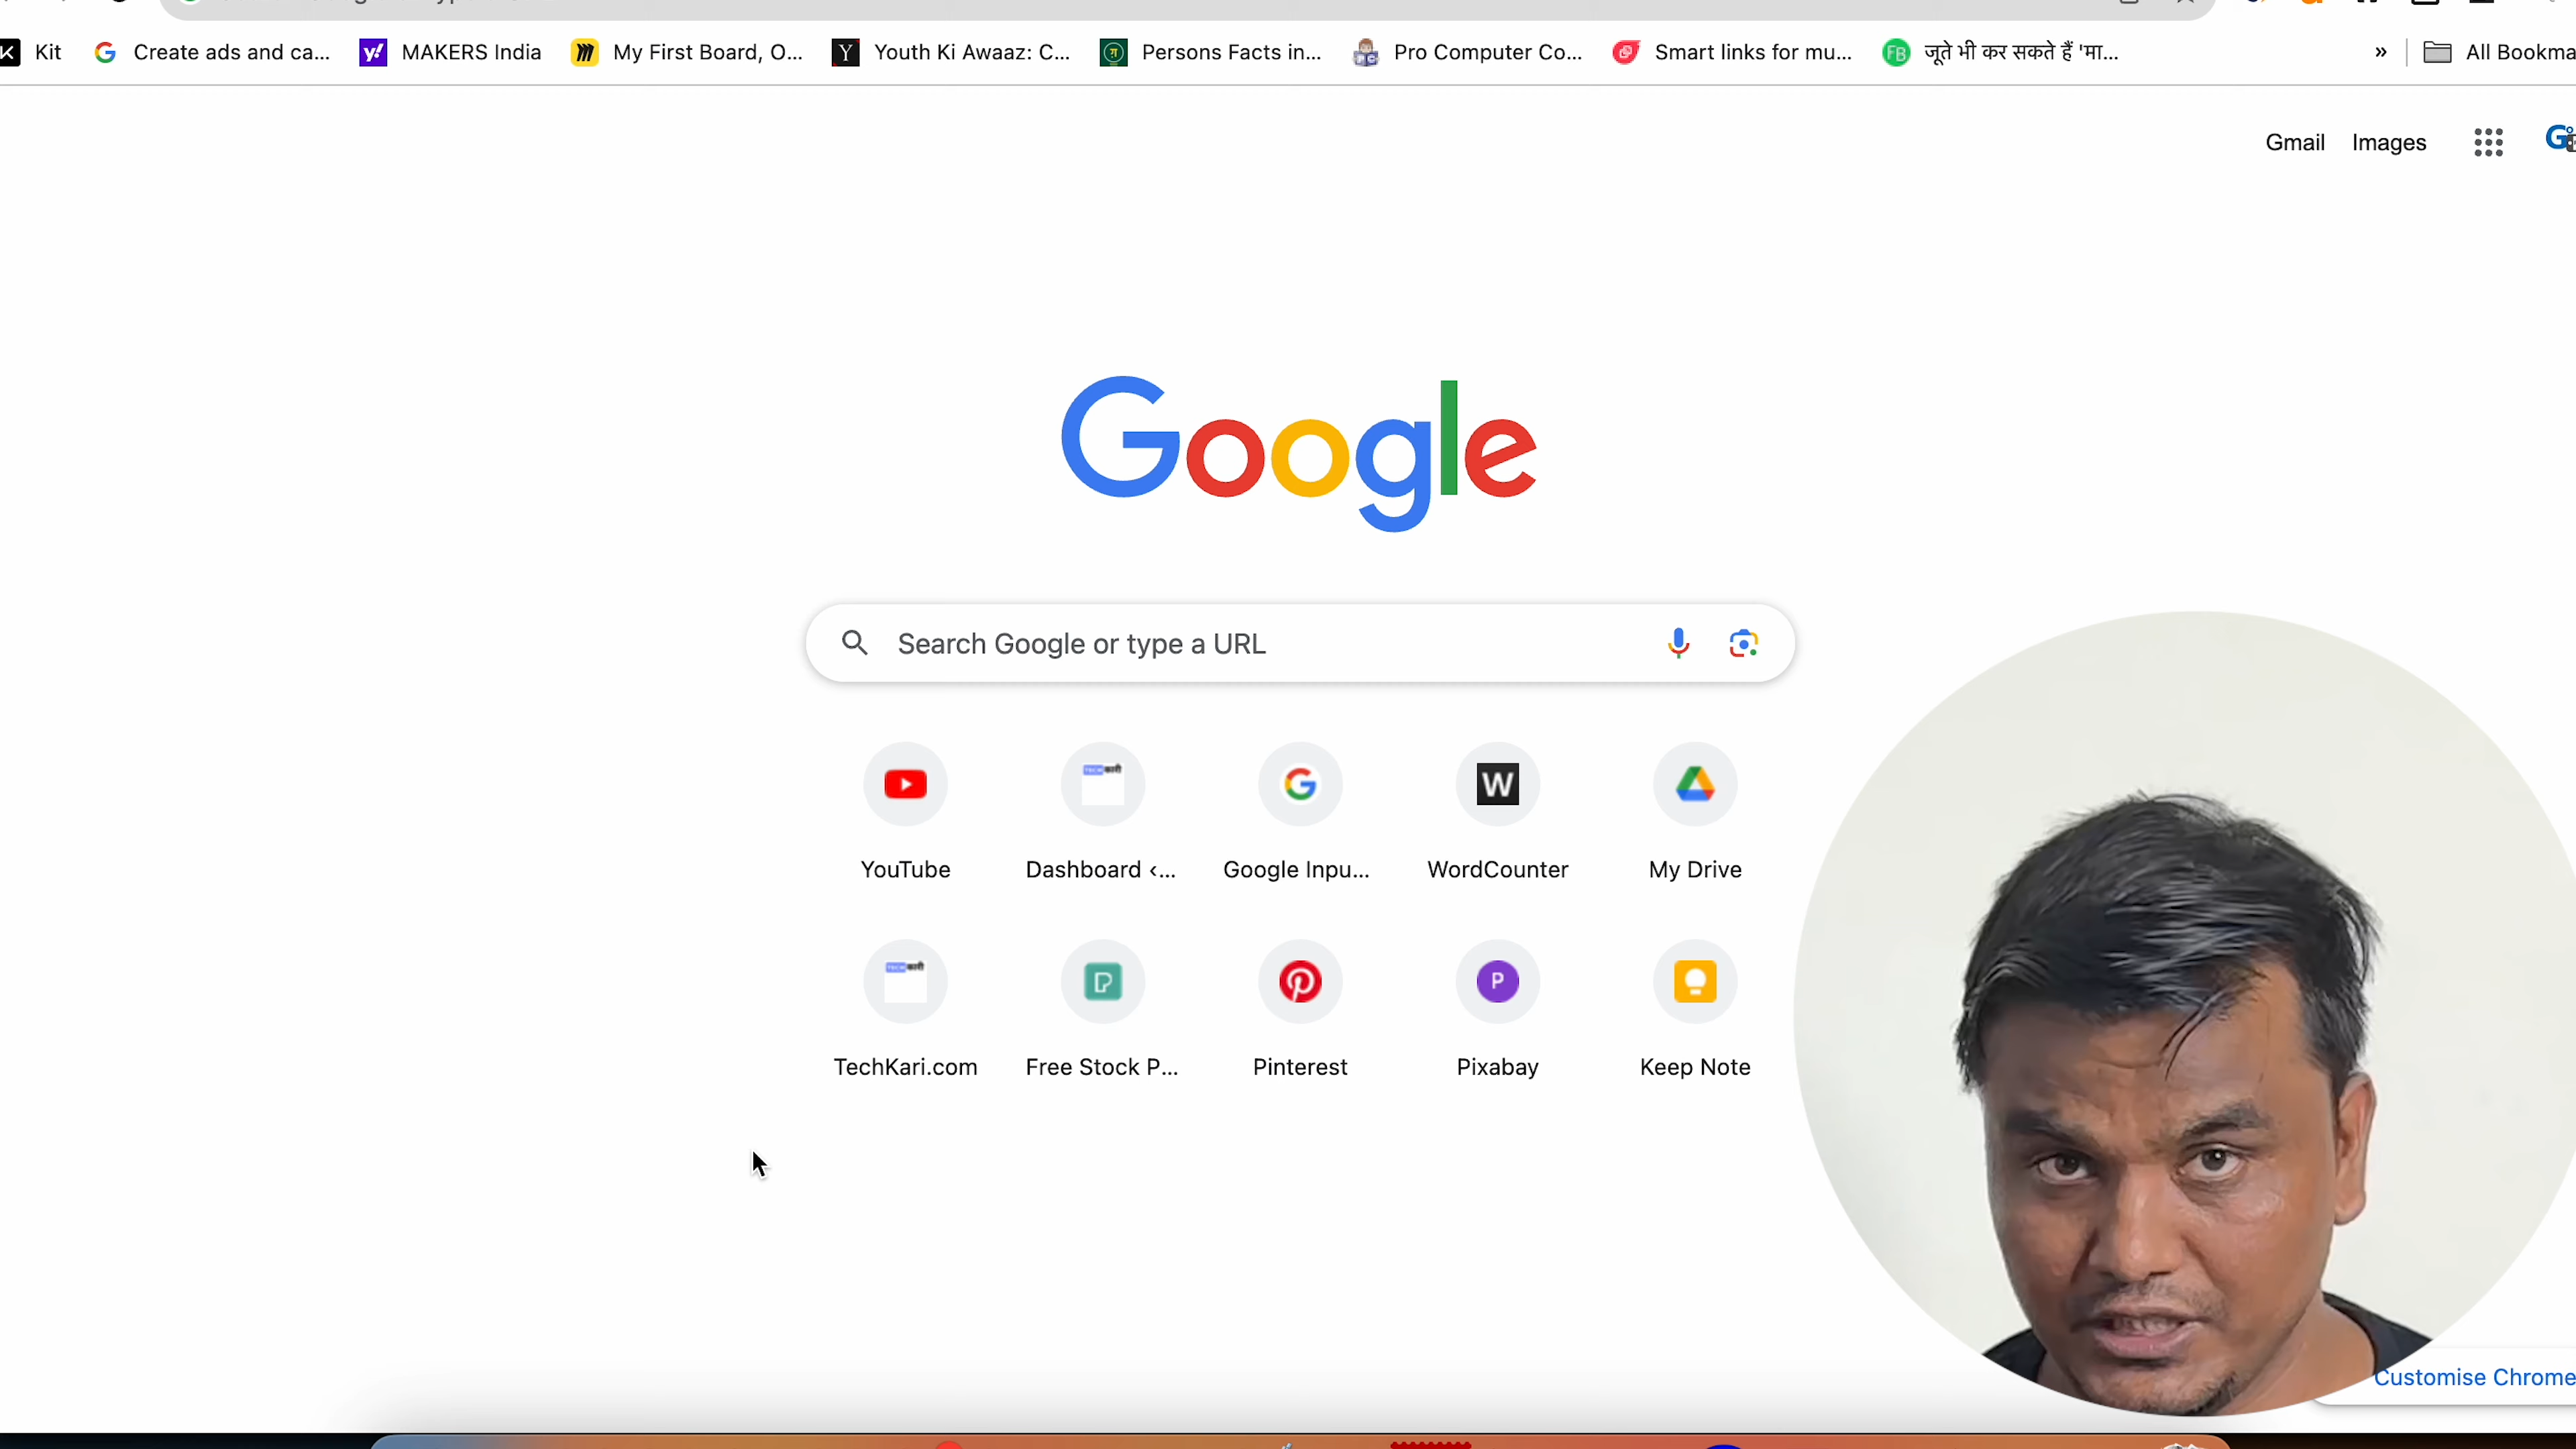 Kit Create ads and ca... MAKERS India My First Board, O... Youth Ki Awaaz: C... Persons Facts in... Pro Computer Co... Smart links for mu... जूते भी कर सकते हैं 'मा... » All Bookma
Gmail Images
Google
Search Google or type a URL
YouTube Dashboard ‹... Google Inpu... WordCounter My Drive
TechKari.com Free Stock P... Pinterest Pixabay Keep Note
Customise Chrome